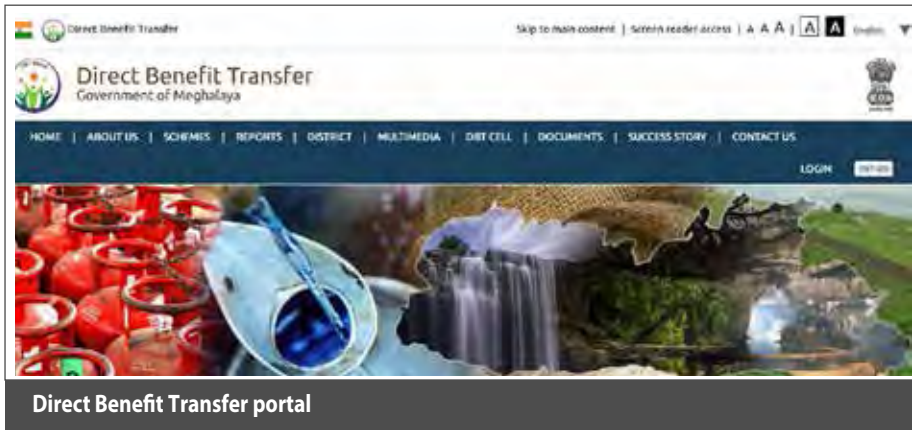 Direct Benefit Transfer
Skip to main content | Screen reader access | A A A | A A English
Direct Benefit Transfer
Government of Meghalaya
HOME | ABOUT US | SCHEMES | REPORTS | DISTRICT | MULTIMEDIA | DBT CELL | DOCUMENTS | SUCCESS STORY | CONTACT US
LOGIN
Direct Benefit Transfer portal